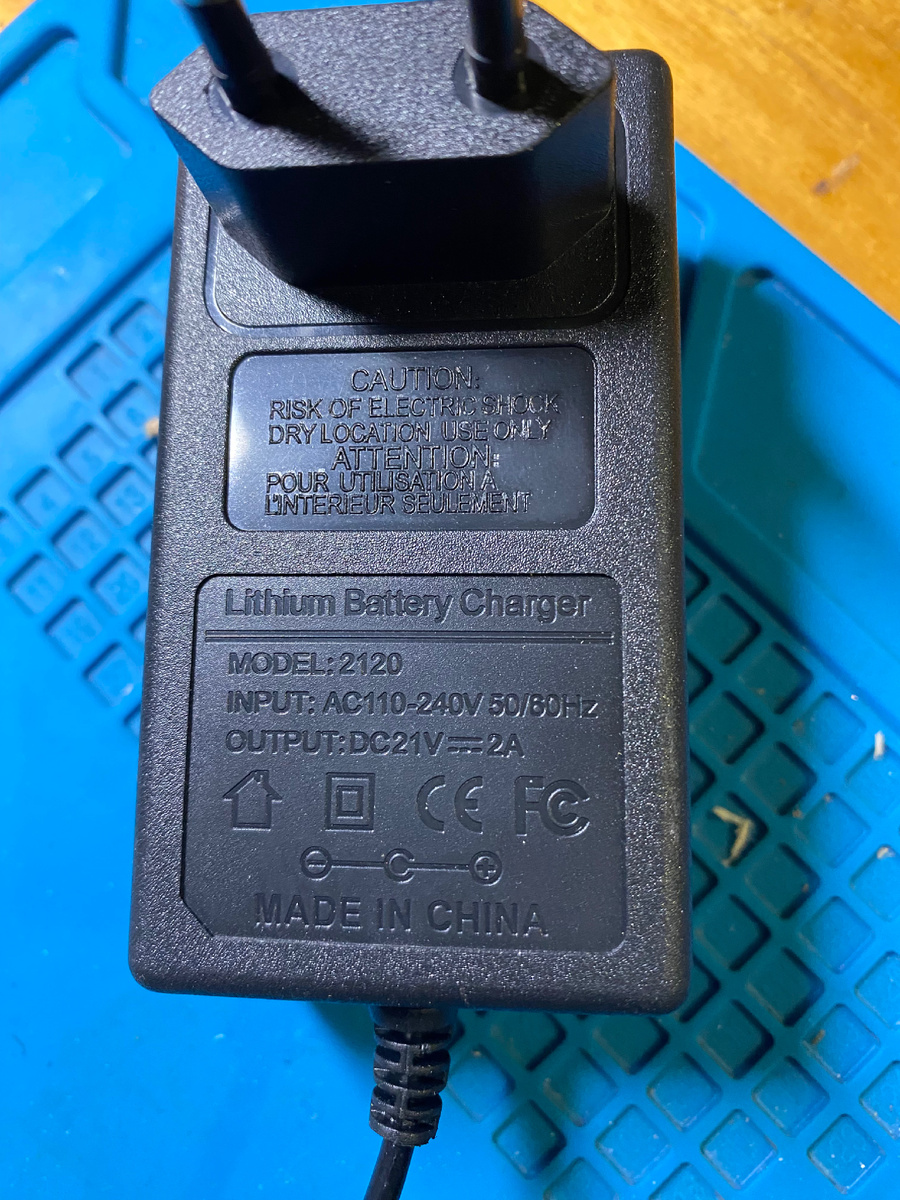 CAUTION:
RISK OF ELECTRIC SHOCK
DRY LOCATION USE ONLY
ATTENTION:
POUR UTILISATION A
L'INTERIEUR SEULEMENT
Lithium Battery Charger
MODEL: 2120
INPUT: AC110-240V 50/60Hz
OUTPUT: DC21V⎓2A
CE FC
MADE IN CHINA